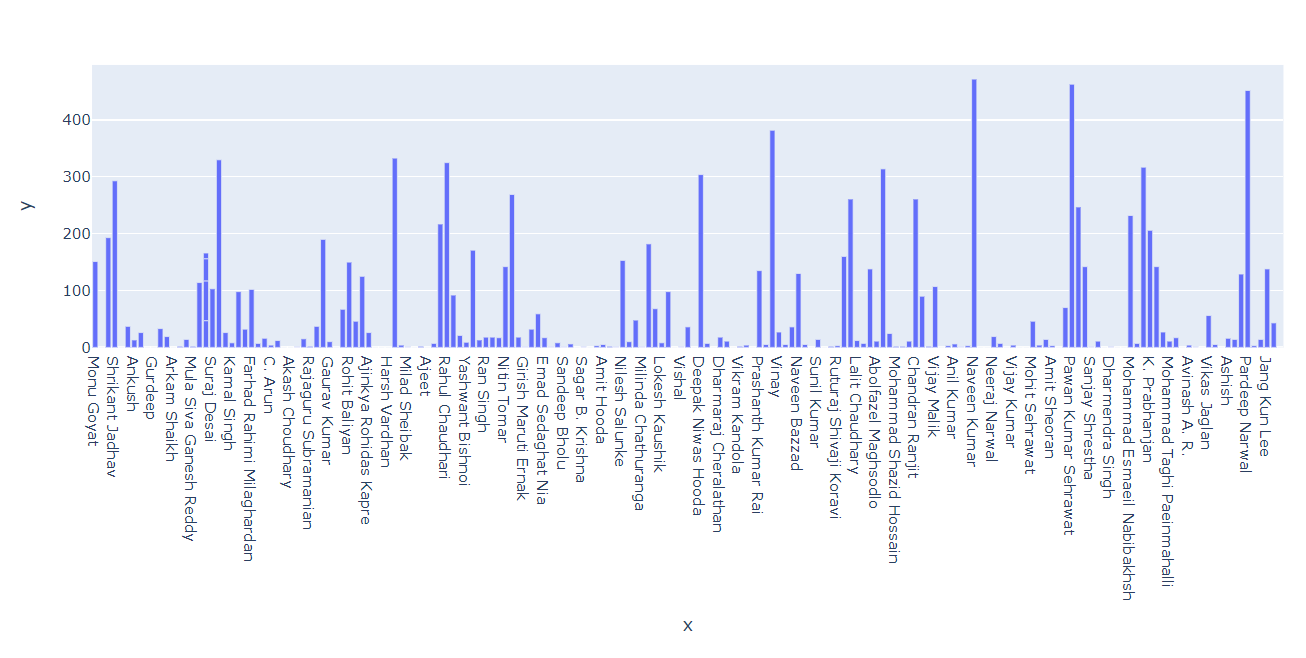 y
400
300
200
100
0
Monu Goyat
Shrikant Jadhav
Ankush
Gurdeep
Arkam Shaikh
Mula Siva Ganesh Reddy
Suraj Desai
Kamal Singh
Farhad Rahimi Milaghardan
C. Arun
Akash Choudhary
Rajaguru Subramanian
Gaurav Kumar
Rohit Baliyan
Ajinkya Rohidas Kapre
Harsh Vardhan
Milad Sheibak
Ajeet
Rahul Chaudhari
Yashwant Bishnoi
Ran Singh
Nitin Tomar
Girish Maruti Ernak
Emad Sedaghat Nia
Sandeep Bholu
Sagar B. Krishna
Amit Hooda
Nilesh Salunke
Milinda Chathuranga
Lokesh Kaushik
Vishal
Deepak Niwas Hooda
Dharmaraj Cheralathan
Vikram Kandola
Prashanth Kumar Rai
Vinay
Naveen Bazzad
Sunil Kumar
Ruturaj Shivaji Koravi
Lalit Chaudhary
Abolfazel Maghsodlo
Mohammad Shazid Hossain
Chandran Ranjit
Vijay Malik
Anil Kumar
Naveen Kumar
Neeraj Narwal
Vijay Kumar
Mohit Sehrawat
Amit Sheoran
Pawan Kumar Sehrawat
Sanjay Shrestha
Dharmendra Singh
Mohammad Esmaeil Nabibakhsh
K. Prabhanjan
Mohammad Taghi Paeinmahalli
Avinash A. R.
Vikas Jaglan
Ashish
Pardeep Narwal
Jang Kun Lee
x